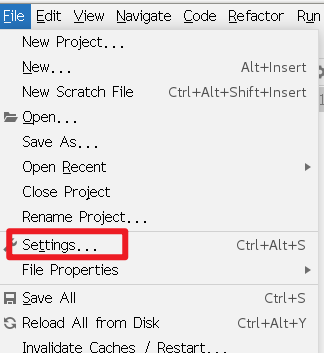 File Edit View Navigate Code Refactor Run
New Project...
New... Alt+Insert
New Scratch File Ctrl+Alt+Shift+Insert
Open...
Save As...
Open Recent
Close Project
Rename Project...
Settings... Ctrl+Alt+S
File Properties
Save All Ctrl+S
Reload All from Disk Ctrl+Alt+Y
Invalidate Caches / Restart...